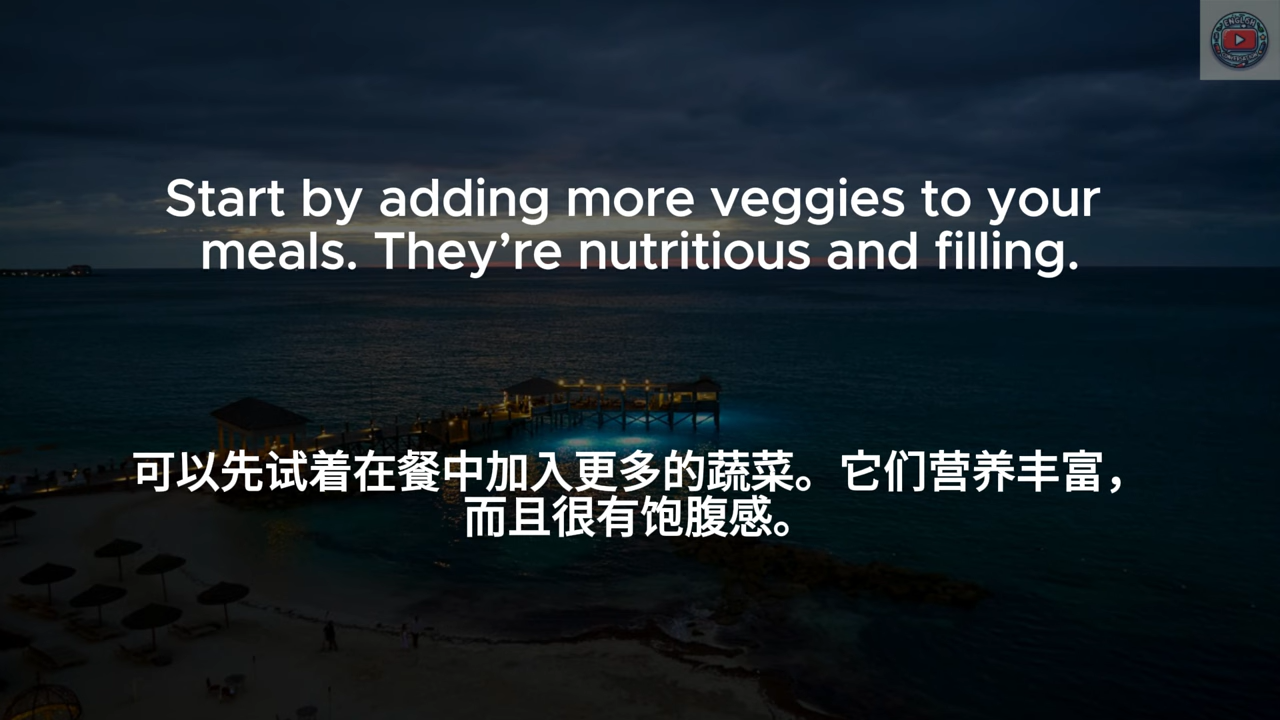 Start by adding more veggies to your
meals. They’re nutritious and filling.
可以先试着在餐中加入更多的蔬菜。它们营养丰富，
而且很有饱腹感。